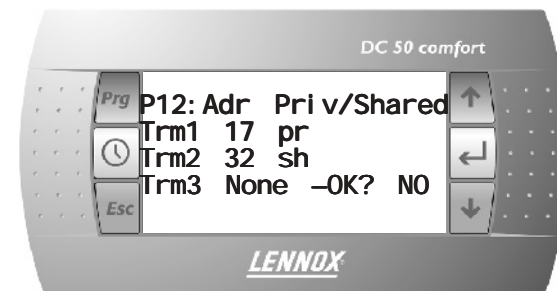 DC 50 comfort
Prg
P12: Adr Priv/Shared
Trm1 17 pr
Trm2 32 sh
Trm3 None –OK? NO
Esc
LENNOX